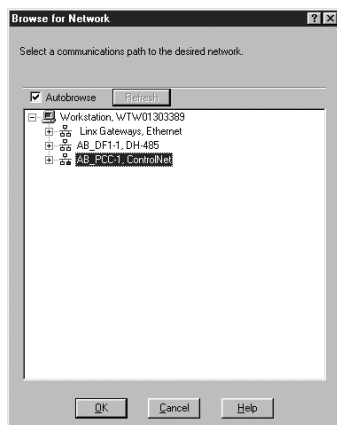 Browse for Network
Select a communications path to the desired network.
Autobrowse Refresh
Workstation, WTW01303389
Linx Gateways, Ethernet
AB_DF1-1, DH-485
AB_PCC-1, ControlNet
OK Cancel Help